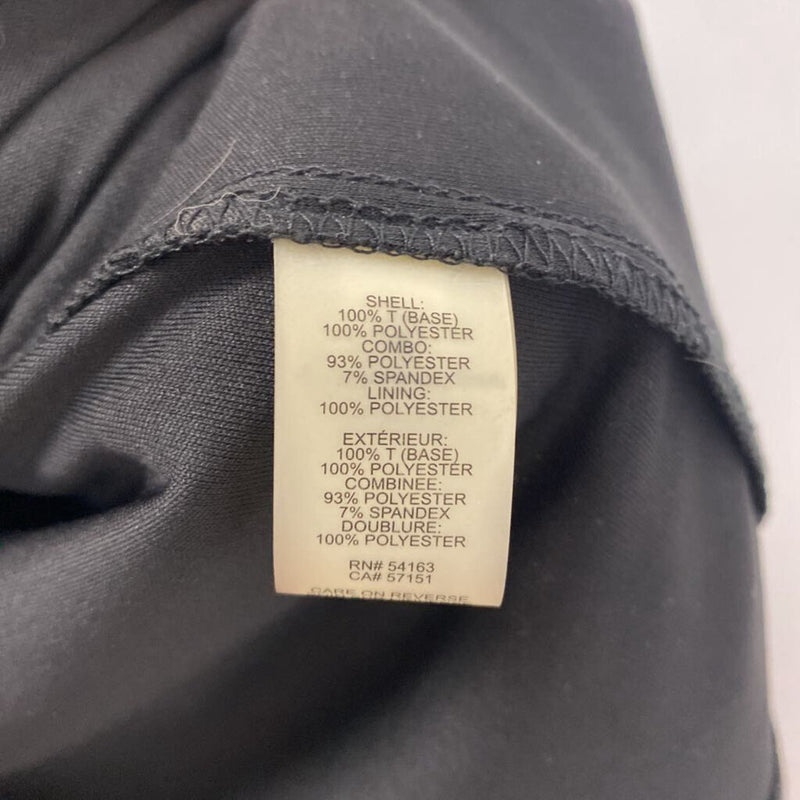 SHELL:
100% T (BASE)
100% POLYESTER
COMBO:
93% POLYESTER
7% SPANDEX
LINING:
100% POLYESTER
EXTÉRIEUR:
100% T (BASE)
100% POLYESTÉR
COMBINEE:
93% POLYESTER
7% SPANDEX
DOUBLURE:
100% POLYESTER
RN# 54163
CA# 57151
CARE ON REVERSE